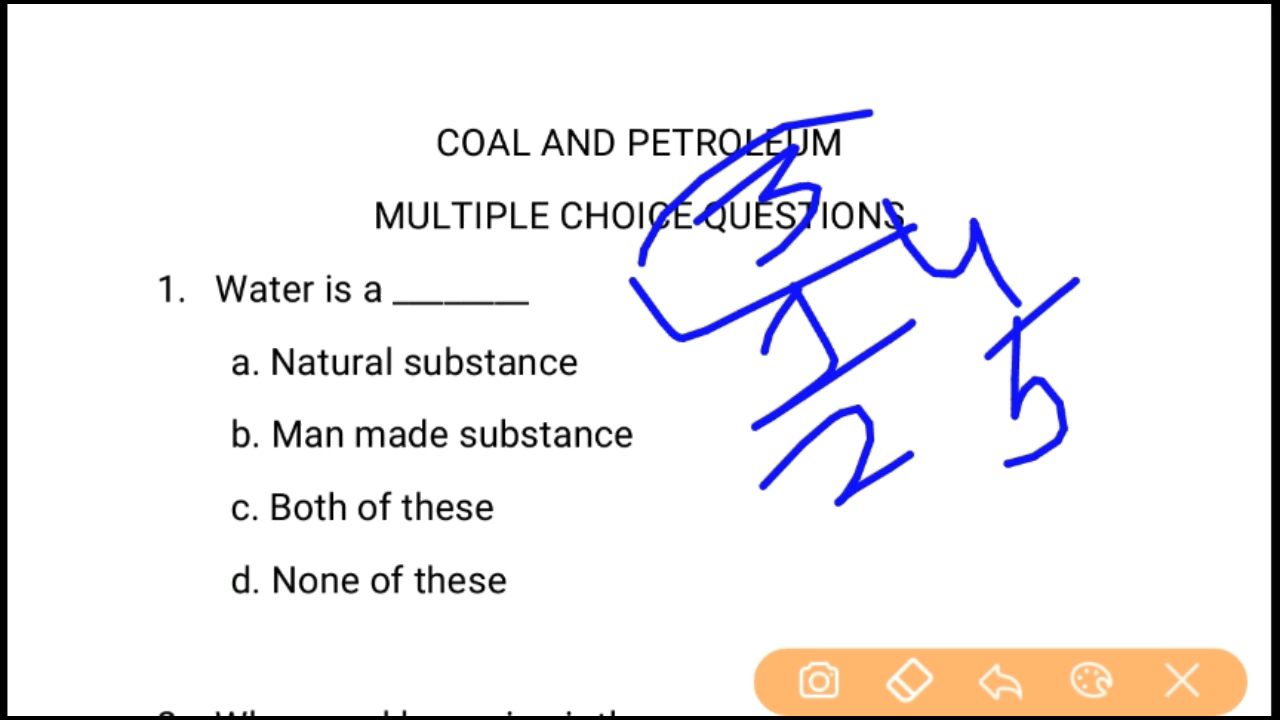 COAL AND PETROLEUM
MULTIPLE CHOICE QUESTIONS
1. Water is a ________
a. Natural substance
b. Man made substance
c. Both of these
d. None of these